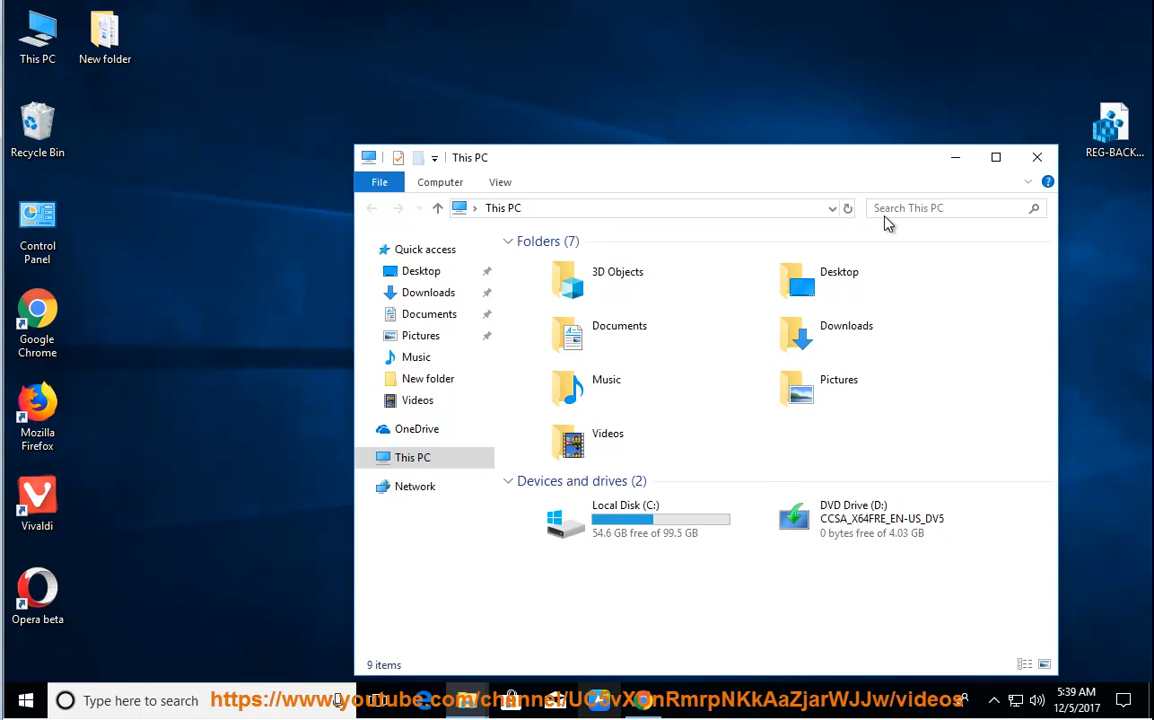 This PC
New folder
Recycle Bin
Control
Panel
Google
Chrome
Mozilla
Firefox
Vivaldi
Opera beta
REG-BACK...
This PC
File
Computer
View
This PC
Search This PC
Quick access
Desktop
Downloads
Documents
Pictures
Music
New folder
Videos
OneDrive
This PC
Network
Folders (7)
3D Objects
Desktop
Documents
Downloads
Music
Pictures
Videos
Devices and drives (2)
Local Disk (C:)
54.6 GB free of 99.5 GB
DVD Drive (D:)
CCSA_X64FRE_EN-US_DV5
0 bytes free of 4.03 GB
9 items
Type here to search
5:39 AM
12/5/2017